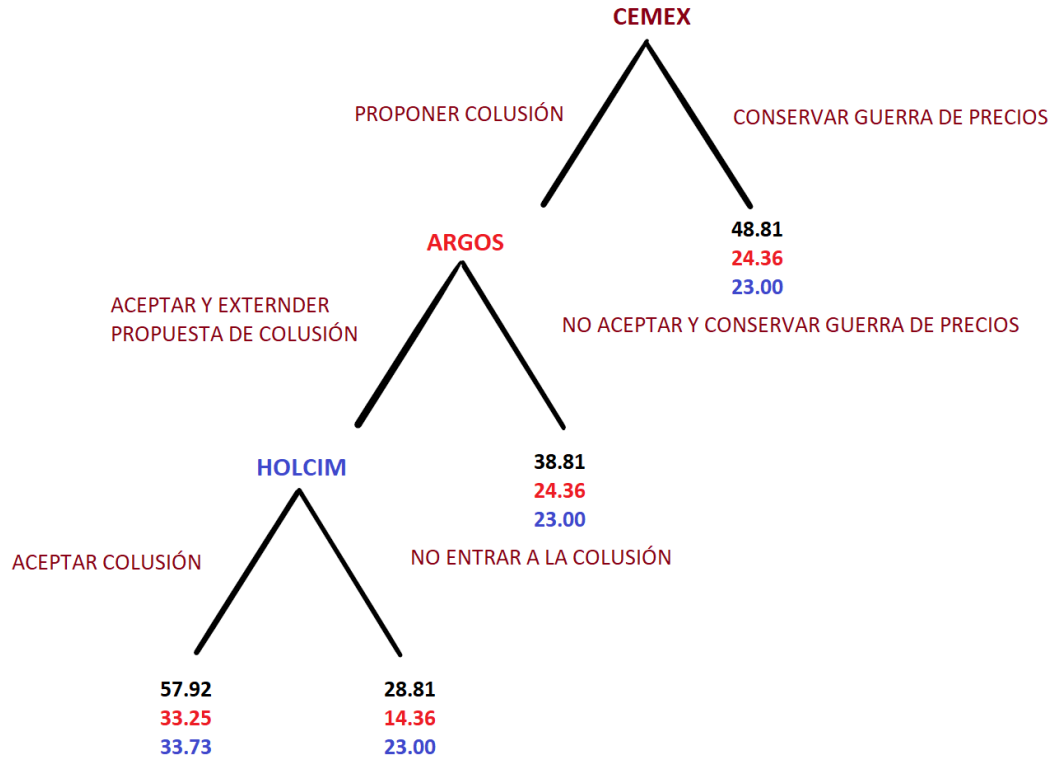 CEMEX
PROPONER COLUSIÓN
CONSERVAR GUERRA DE PRECIOS
48.81
24.36
23.00
ARGOS
ACEPTAR Y EXTERNDER
PROPUESTA DE COLUSIÓN
NO ACEPTAR Y CONSERVAR GUERRA DE PRECIOS
38.81
24.36
23.00
HOLCIM
ACEPTAR COLUSIÓN
NO ENTRAR A LA COLUSIÓN
57.92
33.25
33.73
28.81
14.36
23.00